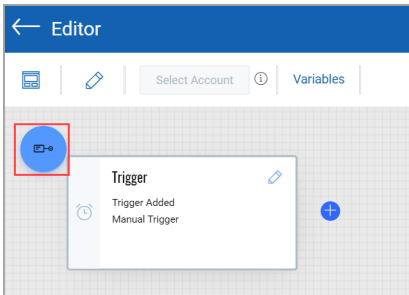 Editor
Select Account Variables
Trigger
Trigger Added
Manual Trigger